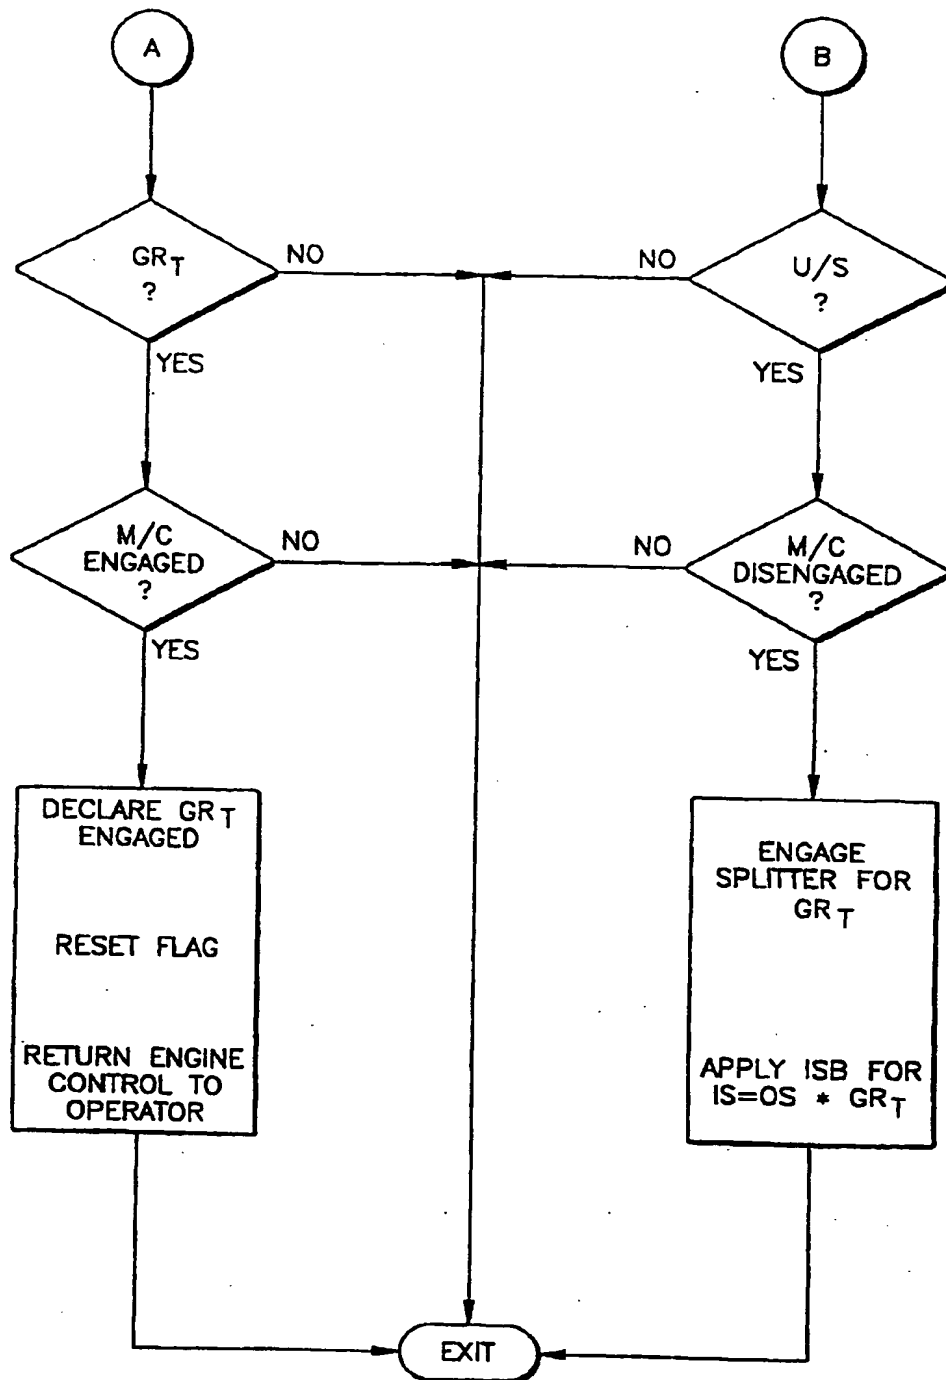 A
GRT
?
NO
YES
M/C
ENGAGED
?
NO
YES
DECLARE GRT
ENGAGED
RESET FLAG
RETURN ENGINE
CONTROL TO
OPERATOR
B
U/S
?
NO
YES
M/C
DISENGAGED
?
NO
YES
ENGAGE
SPLITTER FOR
GRT
APPLY ISB FOR
IS=OS * GRT
EXIT